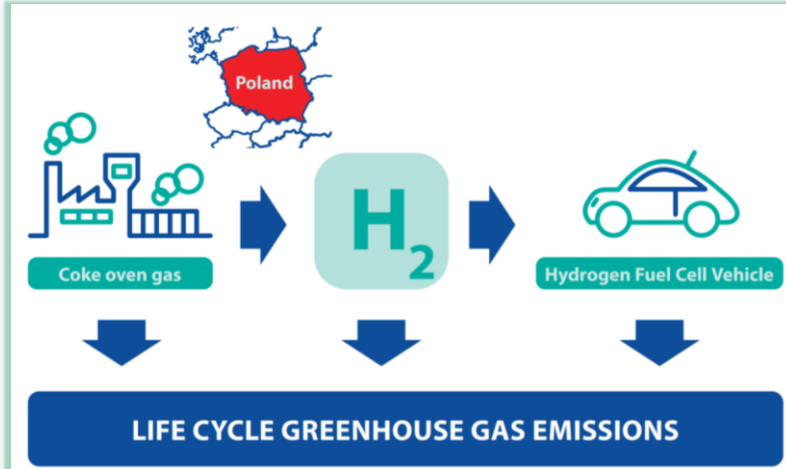 Poland
H2
Coke oven gas
Hydrogen Fuel Cell Vehicle
LIFE CYCLE GREENHOUSE GAS EMISSIONS